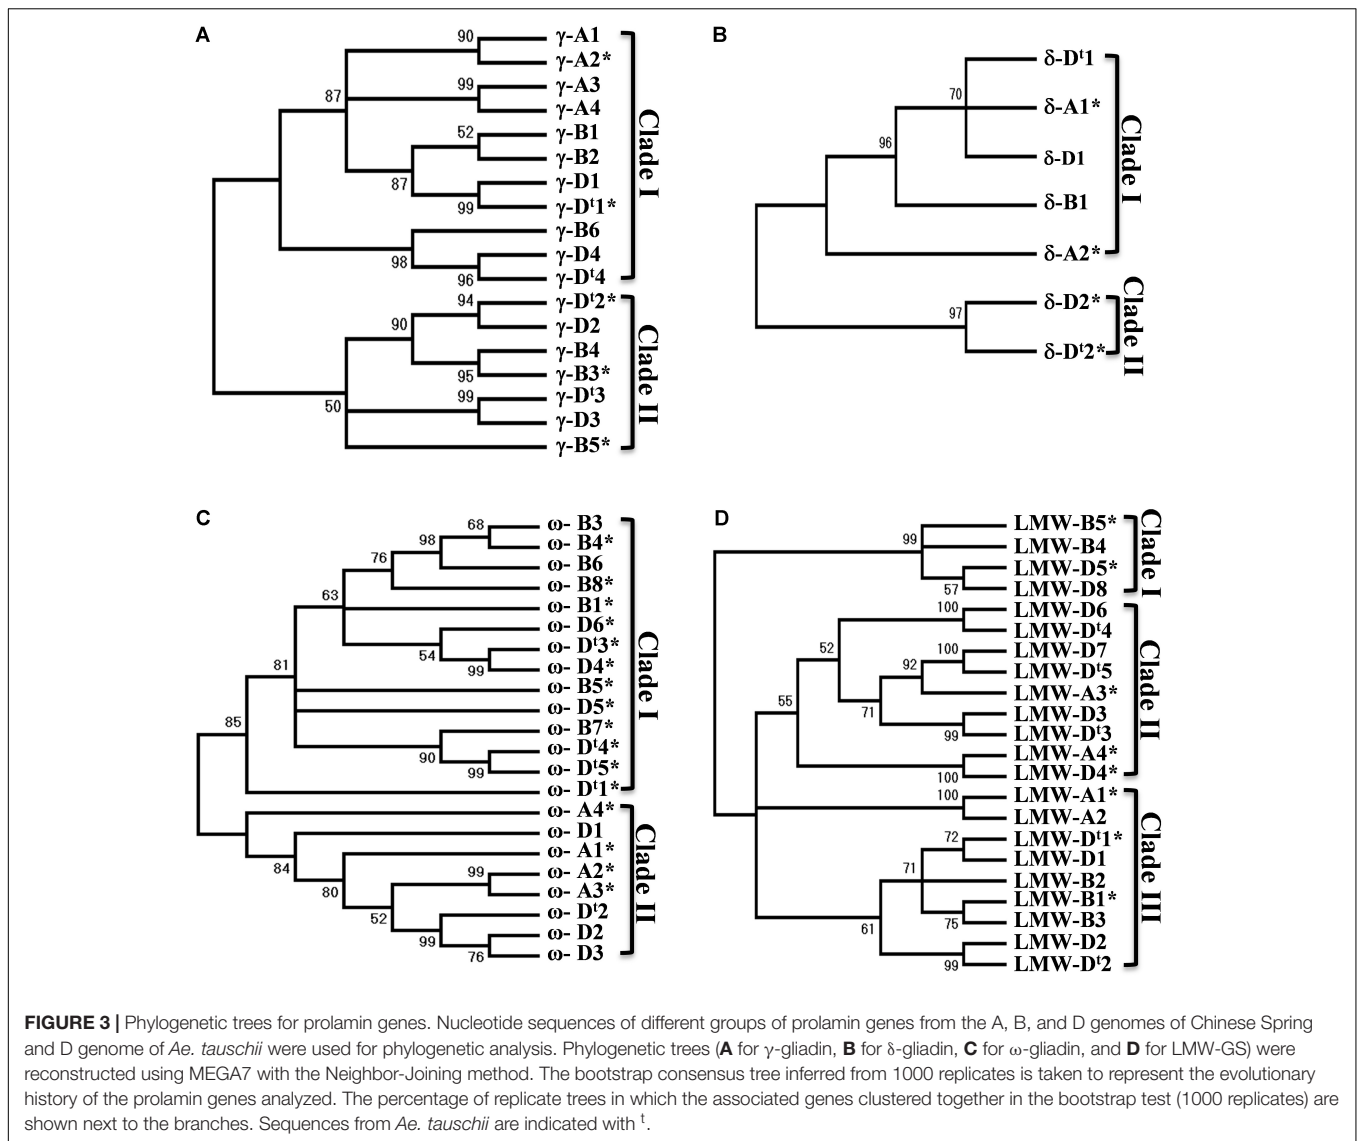 A
90
γ-A1
γ-A2*
99
γ-A3
87
γ-A4
52
γ-B1
γ-B2
87
γ-D1
99
γ-Dᵗ1*
γ-B6
98
γ-D4
96
γ-Dᵗ4
Clade I
94
γ-Dᵗ2*
90
γ-D2
γ-B4
95
γ-B3*
99
γ-Dᵗ3
50
γ-D3
γ-B5*
Clade II
B
δ-Dᵗ1
70
δ-A1*
96
δ-D1
δ-B1
δ-A2*
Clade I
97
δ-D2*
δ-Dᵗ2*
Clade II
C
68
ω- B3
98
ω- B4*
76
ω- B6
63
ω- B8*
ω- B1*
ω- D6*
54
ω- Dᵗ3*
81
99
ω- D4*
ω- B5*
ω- D5*
85
ω- B7*
90
ω- Dᵗ4*
99
ω- Dᵗ5*
ω- Dᵗ1*
Clade I
ω- A4*
ω- D1
84
ω- A1*
80
99
ω- A2*
ω- A3*
52
ω- Dᵗ2
99
ω- D2
76
ω- D3
Clade II
D
LMW-B5*
99
LMW-B4
LMW-D5*
57
LMW-D8
Clade I
100
LMW-D6
LMW-Dᵗ4
52
100
LMW-D7
92
LMW-Dᵗ5
LMW-A3*
55
71
LMW-D3
99
LMW-Dᵗ3
LMW-A4*
100
LMW-D4*
Clade II
100
LMW-A1*
LMW-A2
72
LMW-Dᵗ1*
71
LMW-D1
LMW-B2
LMW-B1*
75
LMW-B3
61
LMW-D2
99
LMW-Dᵗ2
Clade III
FIGURE 3 | Phylogenetic trees for prolamin genes. Nucleotide sequences of different groups of prolamin genes from the A, B, and D genomes of Chinese Spring
and D genome of Ae. tauschii were used for phylogenetic analysis. Phylogenetic trees (A for γ-gliadin, B for δ-gliadin, C for ω-gliadin, and D for LMW-GS) were
reconstructed using MEGA7 with the Neighbor-Joining method. The bootstrap consensus tree inferred from 1000 replicates is taken to represent the evolutionary
history of the prolamin genes analyzed. The percentage of replicate trees in which the associated genes clustered together in the bootstrap test (1000 replicates) are
shown next to the branches. Sequences from Ae. tauschii are indicated with ᵗ.